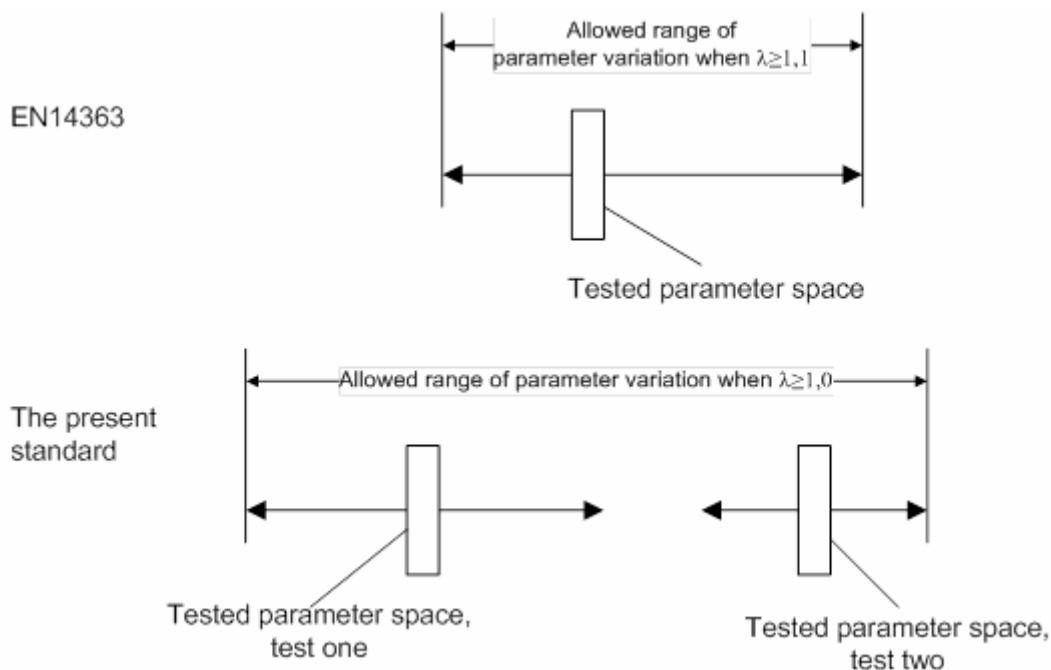 Allowed range of
parameter variation when λ≥1,1
EN14363
Tested parameter space
Allowed range of parameter variation when λ≥1,0
The present
standard
Tested parameter space,
test one
Tested parameter space,
test two